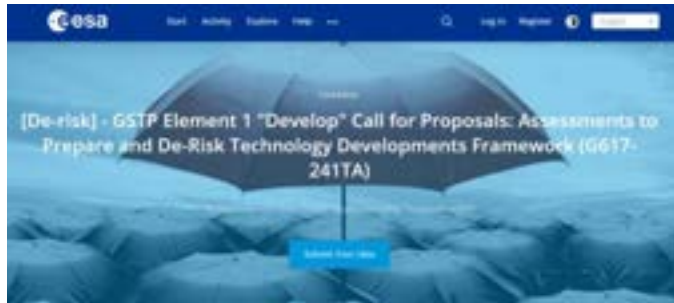 esa
Start Activity Explore Help
Log in Register
[De-risk] - GSTP Element 1 "Develop" Call for Proposals: Assessments to
Prepare and De-Risk Technology Developments Framework (G617-
241TA)
Submit Your Idea